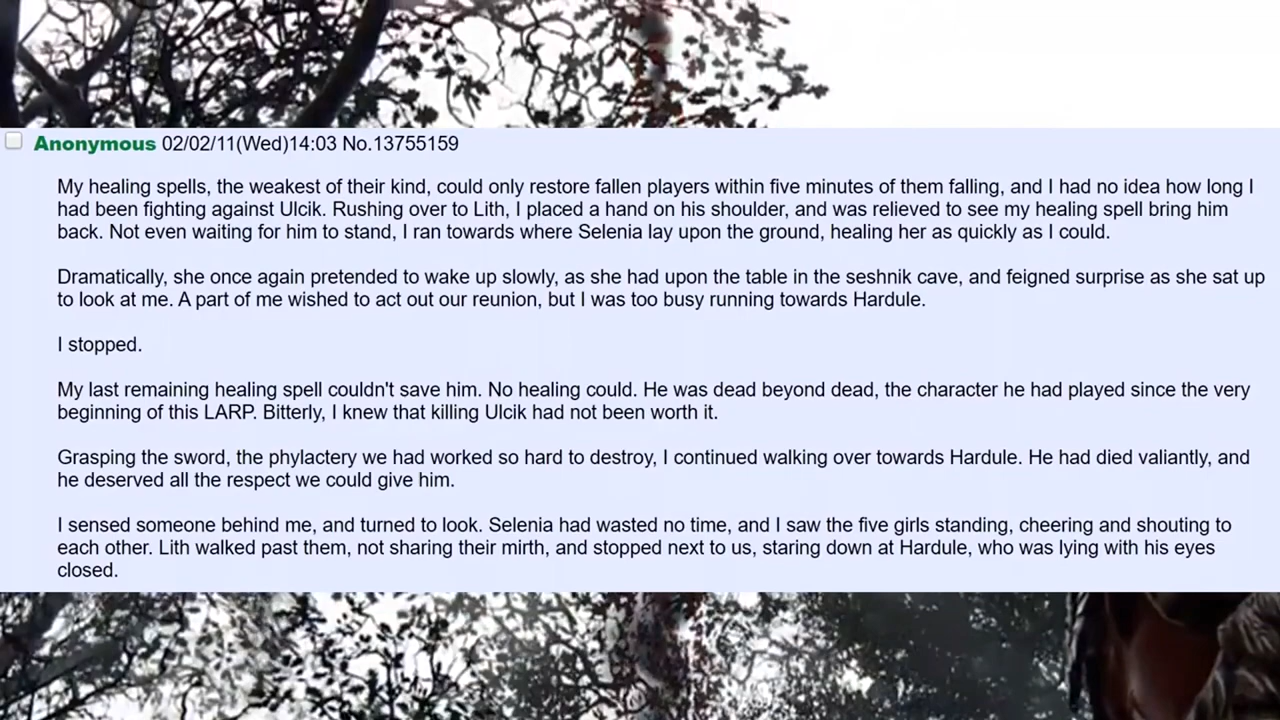 Anonymous 02/02/11(Wed)14:03 No.13755159
My healing spells, the weakest of their kind, could only restore fallen players within five minutes of them falling, and I had no idea how long I
had been fighting against Ulcik. Rushing over to Lith, I placed a hand on his shoulder, and was relieved to see my healing spell bring him
back. Not even waiting for him to stand, I ran towards where Selenia lay upon the ground, healing her as quickly as I could.
Dramatically, she once again pretended to wake up slowly, as she had upon the table in the seshnik cave, and feigned surprise as she sat up
to look at me. A part of me wished to act out our reunion, but I was too busy running towards Hardule.
I stopped.
My last remaining healing spell couldn't save him. No healing could. He was dead beyond dead, the character he had played since the very
beginning of this LARP. Bitterly, I knew that killing Ulcik had not been worth it.
Grasping the sword, the phylactery we had worked so hard to destroy, I continued walking over towards Hardule. He had died valiantly, and
he deserved all the respect we could give him.
I sensed someone behind me, and turned to look. Selenia had wasted no time, and I saw the five girls standing, cheering and shouting to
each other. Lith walked past them, not sharing their mirth, and stopped next to us, staring down at Hardule, who was lying with his eyes
closed.